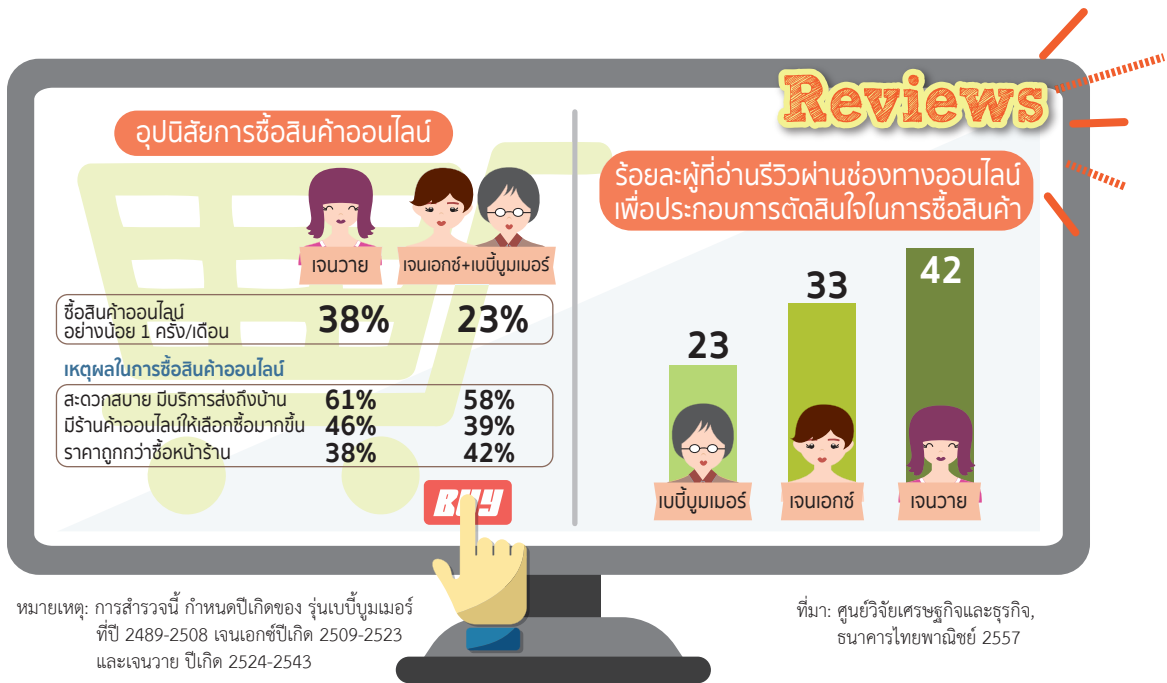 Reviews
อุปนิสัยการซื้อสินค้าออนไลน์
เจนวาย เจนเอกซ์+เบบี้บูมเมอร์
ซื้อสินค้าออนไลน์
อย่างน้อย 1 ครั้ง/เดือน 38% 23%
เหตุผลในการซื้อสินค้าออนไลน์
สะดวกสบาย มีบริการส่งถึงบ้าน 61% 58%
มีร้านค้าออนไลน์ให้เลือกซื้อมากขึ้น 46% 39%
ราคาถูกกว่าซื้อหน้าร้าน 38% 42%
BUY
ร้อยละผู้ที่อ่านรีวิวผ่านช่องทางออนไลน์
เพื่อประกอบการตัดสินใจในการซื้อสินค้า
23 33 42
เบบี้บูมเมอร์ เจนเอกซ์ เจนวาย
หมายเหตุ: การสำรวจนี้ กำหนดปีเกิดของ รุ่นเบบี้บูมเมอร์
ที่ปี 2489-2508 เจนเอกซ์ปีเกิด 2509-2523
และเจนวาย ปีเกิด 2524-2543
ที่มา: ศูนย์วิจัยเศรษฐกิจและธุรกิจ,
ธนาคารไทยพาณิชย์ 2557